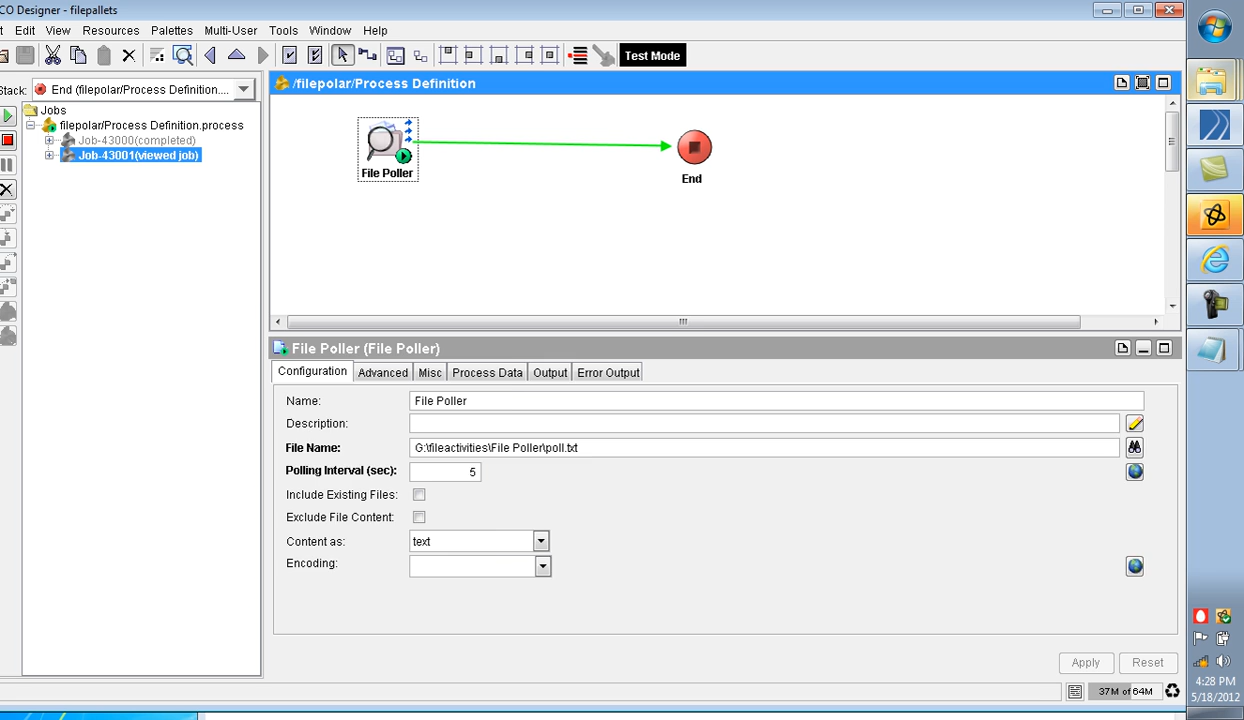 CO Designer - filepallets
t Edit View Resources Palettes Multi-User Tools Window Help
Test Mode
Stack: End (filepolar/Process Definition....
Jobs
filepolar/Process Definition.process
Job-43000(completed)
Job-43001(viewed job)
/filepolar/Process Definition
File Poller
End
File Poller (File Poller)
Configuration Advanced Misc Process Data Output Error Output
Name: File Poller
Description:
File Name: G:\fileactivities\File Poller\poll.txt
Polling Interval (sec): 5
Include Existing Files:
Exclude File Content:
Content as: text
Encoding:
Apply Reset
37M of 64M
4:28 PM
5/18/2012